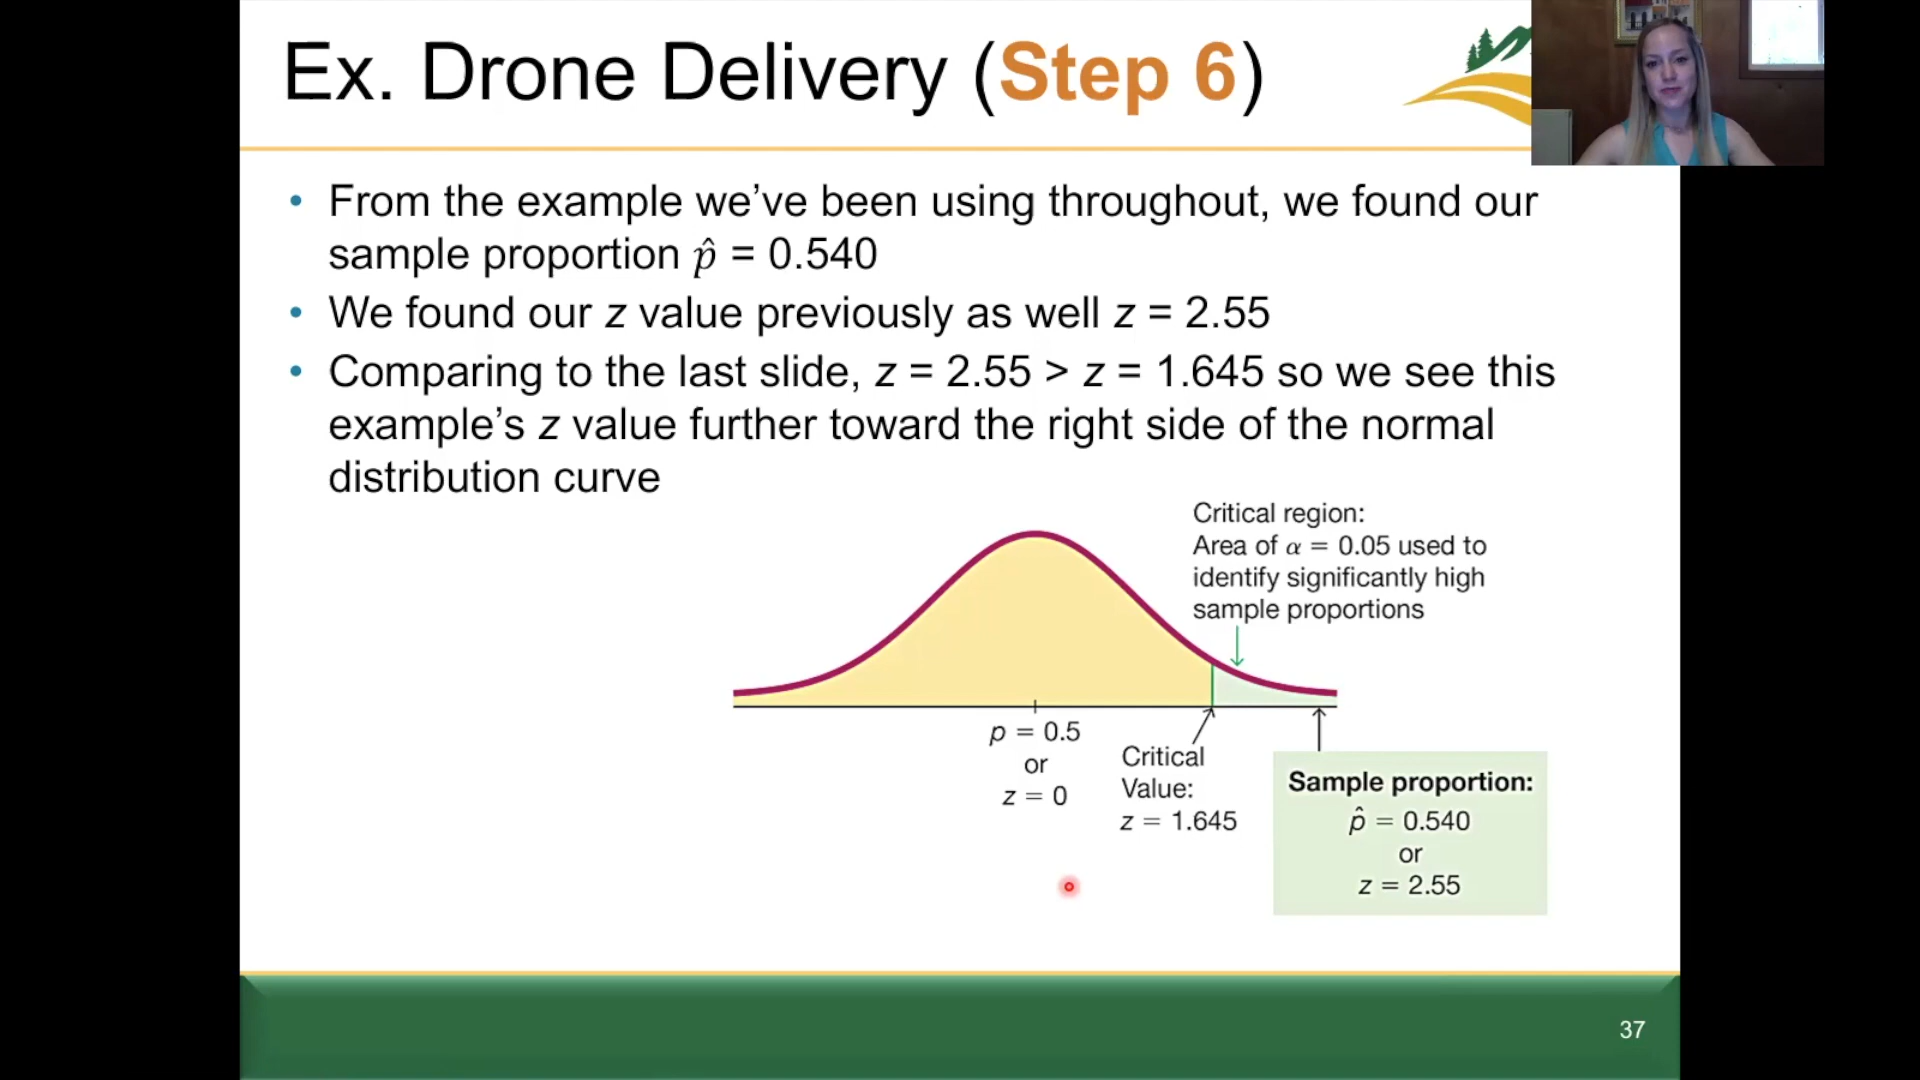 Ex. Drone Delivery (Step 6)
• From the example we’ve been using throughout, we found our
sample proportion p̂ = 0.540
• We found our z value previously as well z = 2.55
• Comparing to the last slide, z = 2.55 > z = 1.645 so we see this
example’s z value further toward the right side of the normal
distribution curve
Critical region:
Area of α = 0.05 used to
identify significantly high
sample proportions
p = 0.5
or
z = 0
Critical
Value:
z = 1.645
Sample proportion:
p̂ = 0.540
or
z = 2.55
37